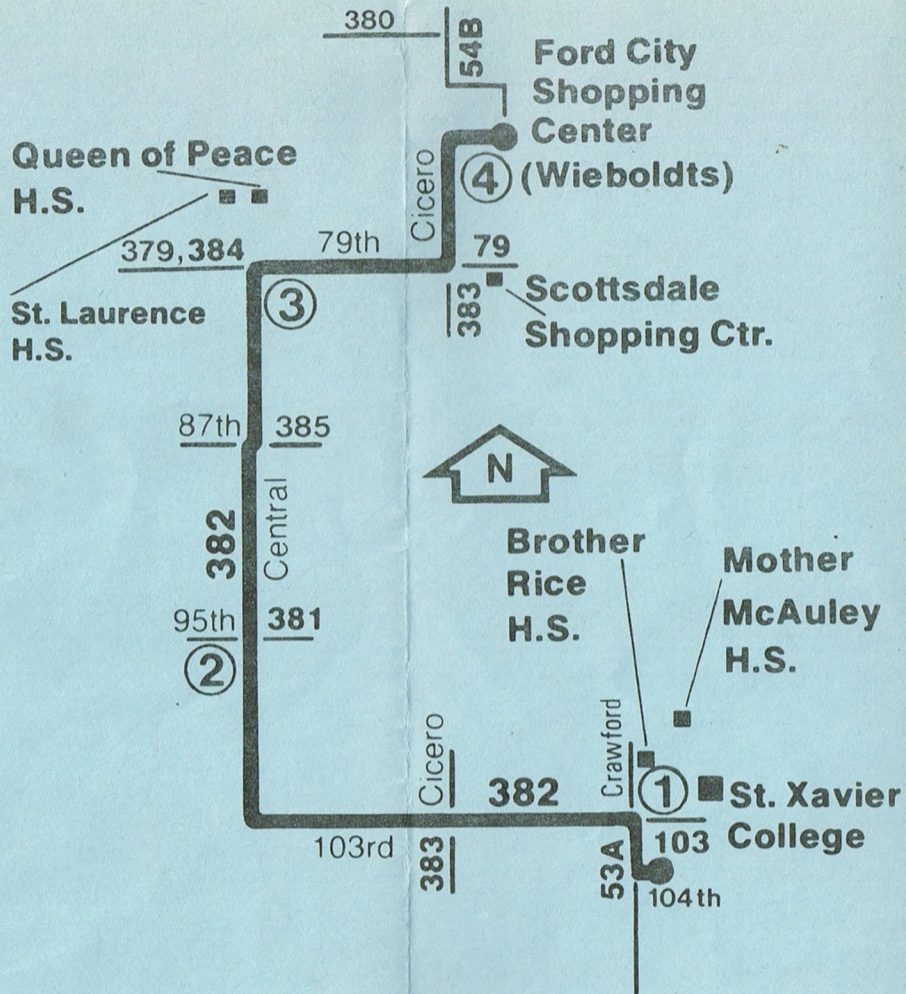 380
54B
Ford City
Shopping
Center
(Wieboldts)
4
Cicero
Queen of Peace
H.S.
379, 384
79th
79
3
383
Scottsdale
Shopping Ctr.
St. Laurence
H.S.
87th
385
N
382
Central
Brother
Rice
H.S.
Mother
McAuley
H.S.
95th
381
2
Cicero
382
Crawford
1
St. Xavier
College
103rd
383
53A
103
104th